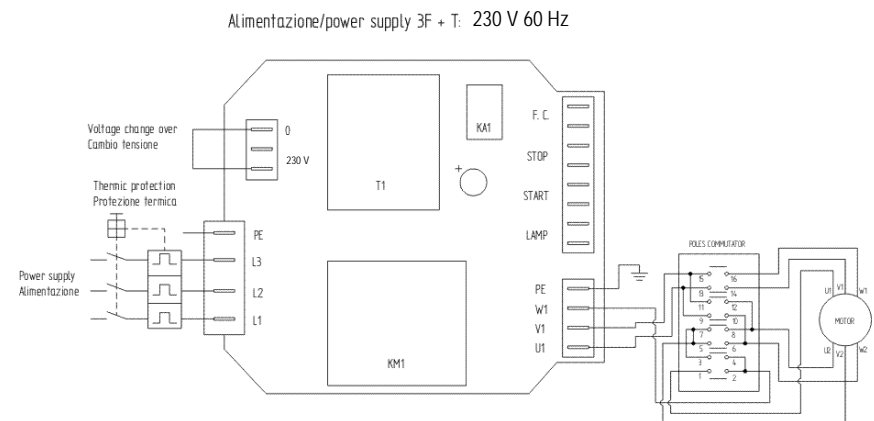 Alimentazione/power supply 3F + T: 230 V 60 Hz
Voltage change over
Cambio tensione
0
230 V
T1
KA1
+
F. C.
STOP
START
LAMP
Thermic protection
Protezione termica
PE
L3
L2
L1
Power supply
Alimentazione
KM1
PE
W1
V1
U1
POLES COMMUTATOR
15 16
13 14
11 12
9 10
7 8
5 6
3 4
1 2
U1 V1 W1
MOTOR
U2 V2 W2